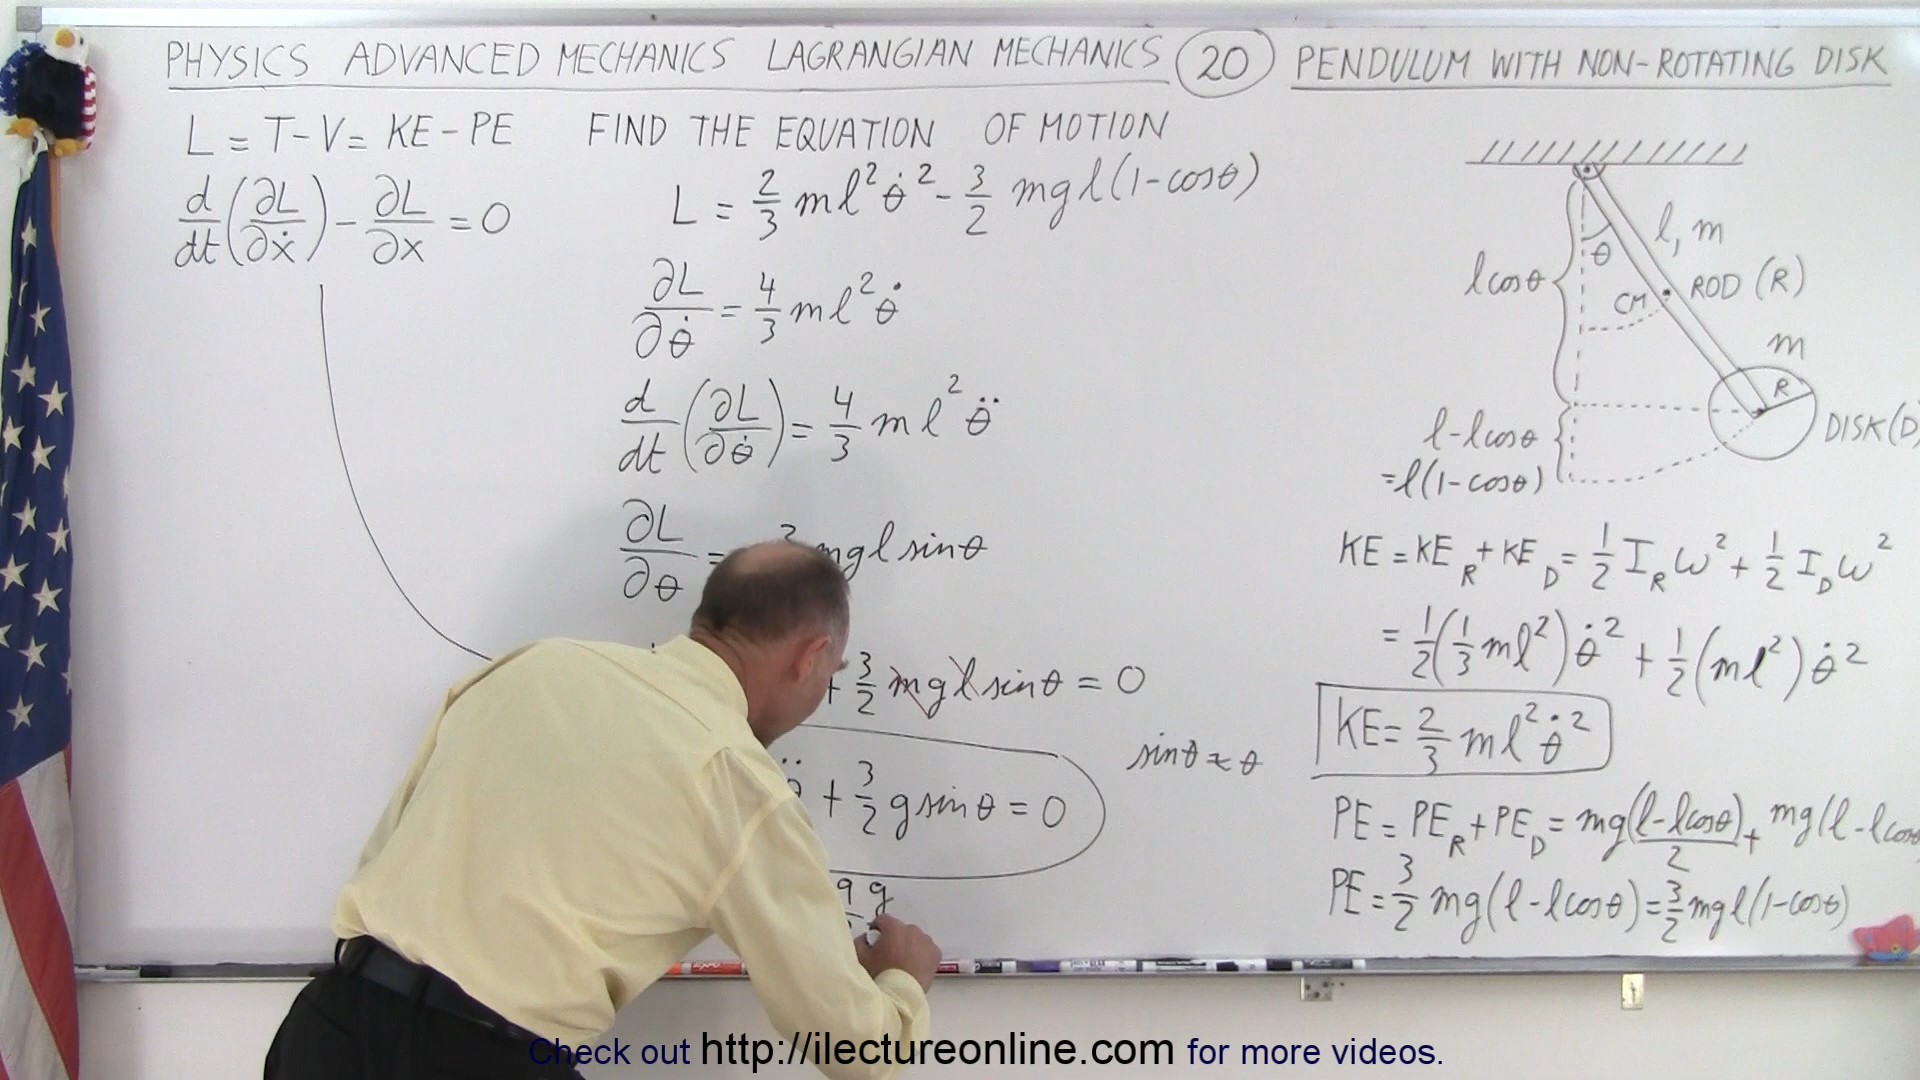 PHYSICS ADVANCED MECHANICS LAGRANGIAN MECHANICS 20 PENDULUM WITH NON-ROTATING DISK
L = T-V = KE - PE
d/dt(∂L/∂ẋ) - ∂L/∂x = 0
FIND THE EQUATION OF MOTION
L = 2/3 ml²θ̇² - 3/2 mgl(1-cosθ)
∂L/∂θ̇ = 4/3 ml²θ̇
d/dt(∂L/∂θ̇) = 4/3 ml²θ̈
∂L/∂θ = mgl sinθ
+ 3/2 mgl sinθ = 0
+ 3/2 g sinθ = 0
sinθ ≈ θ
9 g
l, m
θ
lcosθ
CM
ROD (R)
m
R
DISK (D
l-lcosθ
=l(1-cosθ)
KE = KE_R + KE_D = 1/2 I_R ω² + 1/2 I_D ω²
= 1/2(1/3 ml²)θ̇² + 1/2(ml²)θ̇²
KE = 2/3 ml²θ̇²
PE = PE_R + PE_D = mg(l-lcosθ)/2 + mg(l-lcosθ
PE = 3/2 mg(l-lcosθ) = 3/2 mgl(1-cosθ)
EXPO
Check out http://ilectureonline.com for more videos.